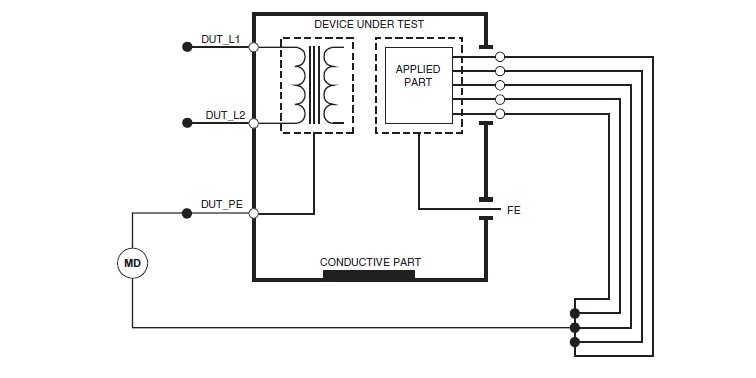 DEVICE UNDER TEST
DUT_L1
APPLIED
PART
DUT_L2
DUT_PE
FE
MD
CONDUCTIVE PART